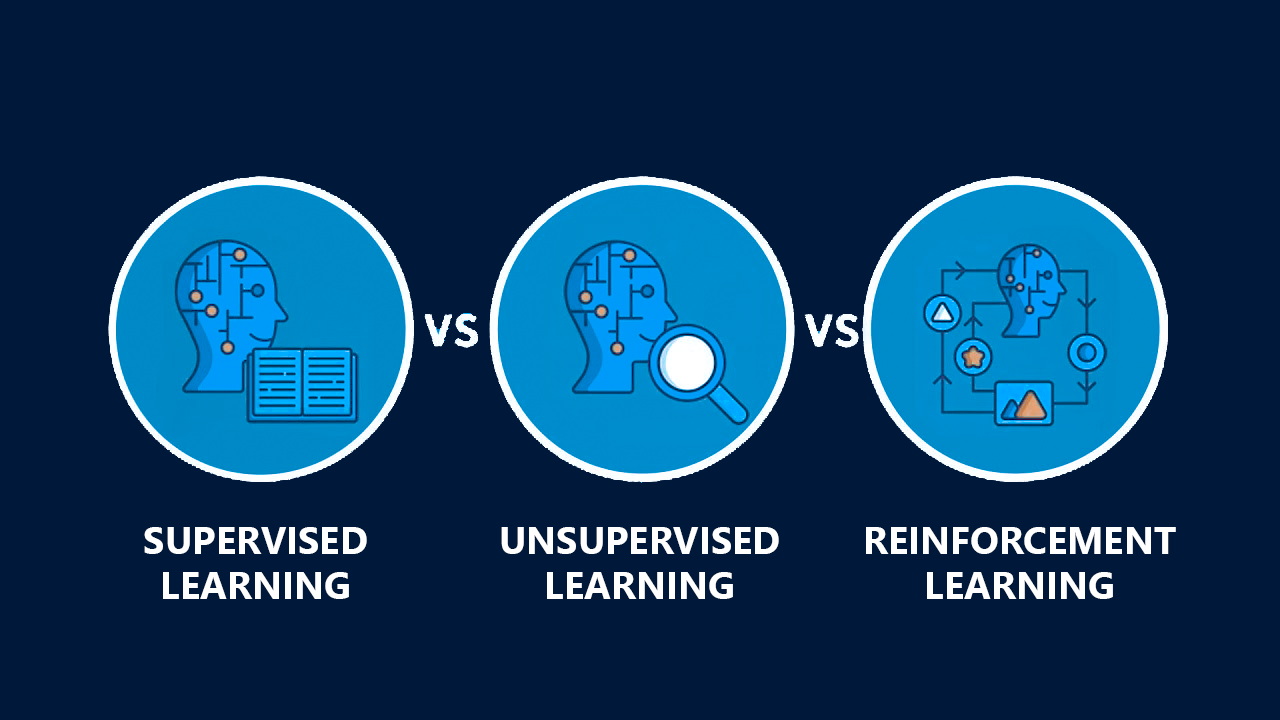 VS
VS
SUPERVISED
LEARNING
UNSUPERVISED
LEARNING
REINFORCEMENT
LEARNING